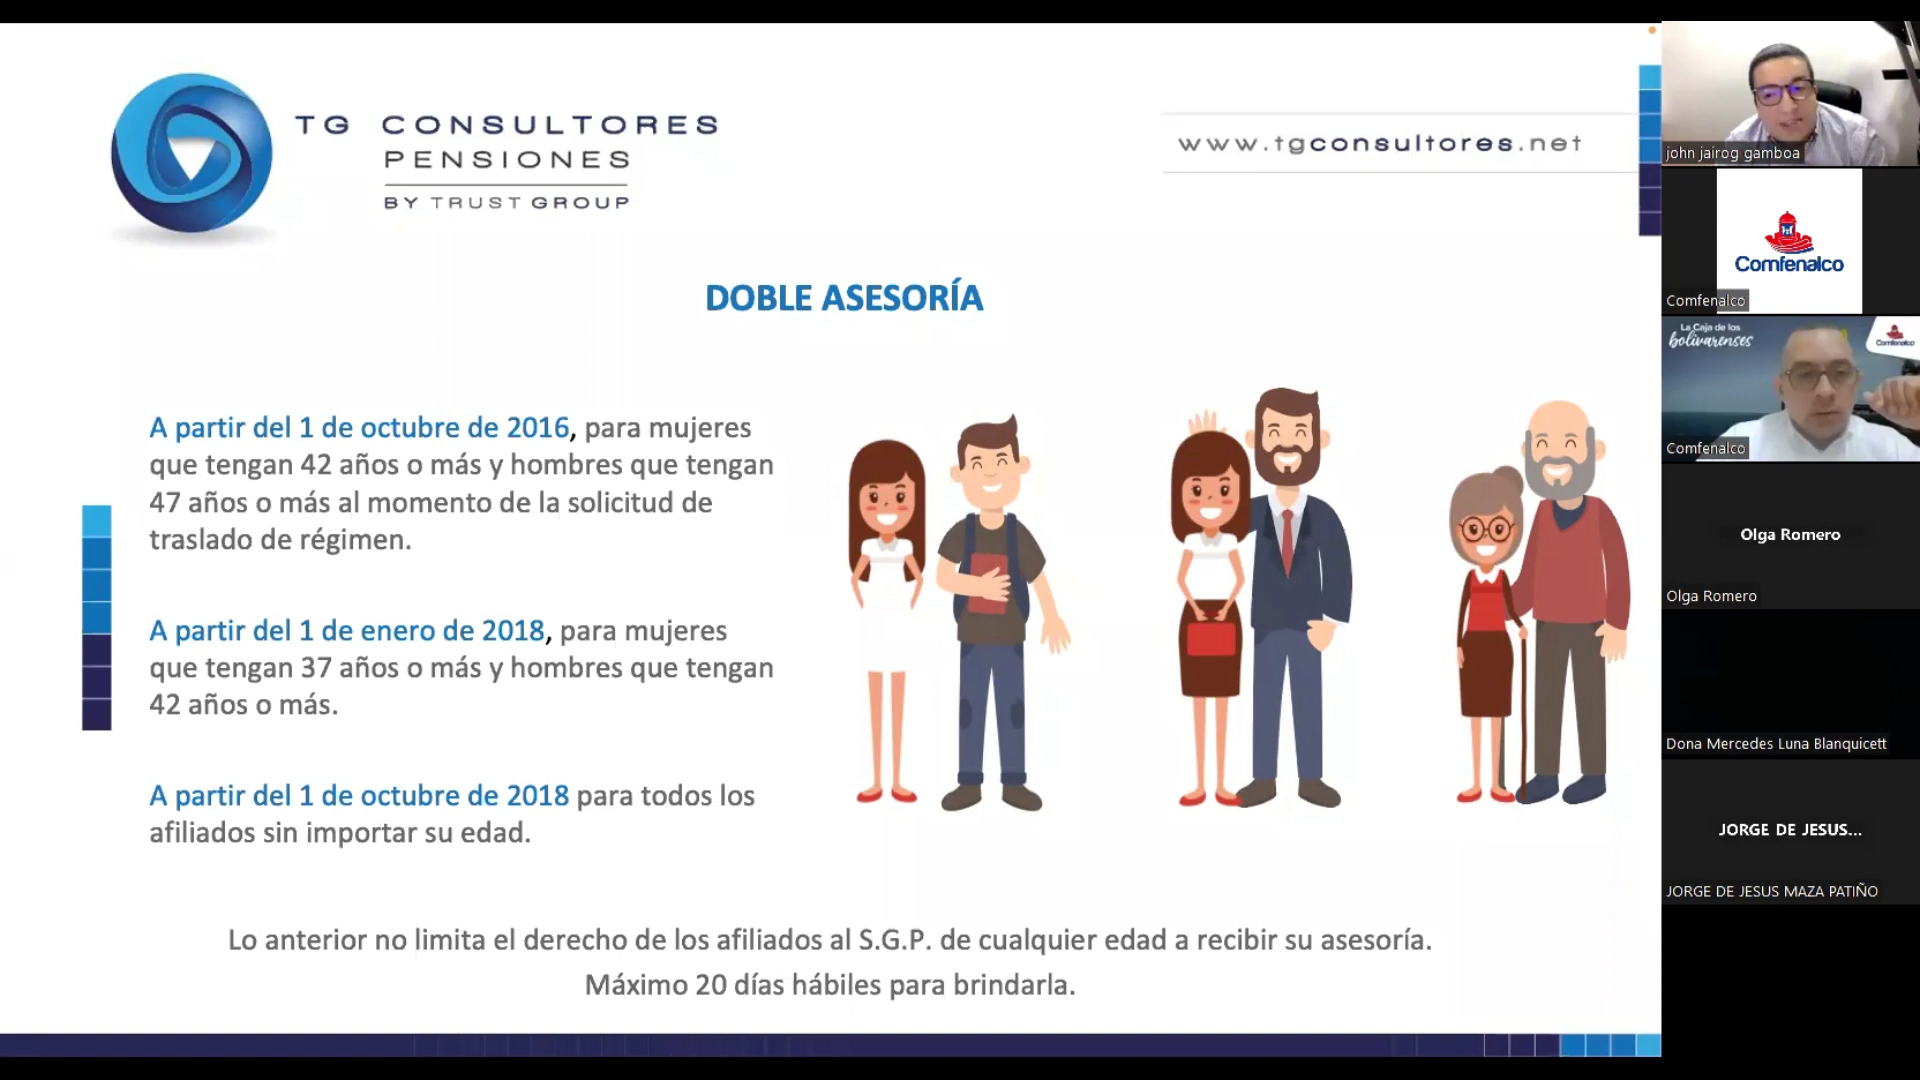 TG CONSULTORES
PENSIONES
BY TRUST GROUP
www.tgconsultores.net
DOBLE ASESORÍA
A partir del 1 de octubre de 2016, para mujeres
que tengan 42 años o más y hombres que tengan
47 años o más al momento de la solicitud de
traslado de régimen.
A partir del 1 de enero de 2018, para mujeres
que tengan 37 años o más y hombres que tengan
42 años o más.
A partir del 1 de octubre de 2018 para todos los
afiliados sin importar su edad.
Lo anterior no limita el derecho de los afiliados al S.G.P. de cualquier edad a recibir su asesoría.
Máximo 20 días hábiles para brindarla.
john jairog gamboa
Comfenalco
Comfenalco
La Caja de los
bolivarenses
Comfenalco
Comfenalco
Olga Romero
Olga Romero
Dona Mercedes Luna Blanquicett
JORGE DE JESUS...
JORGE DE JESUS MAZA PATIÑO